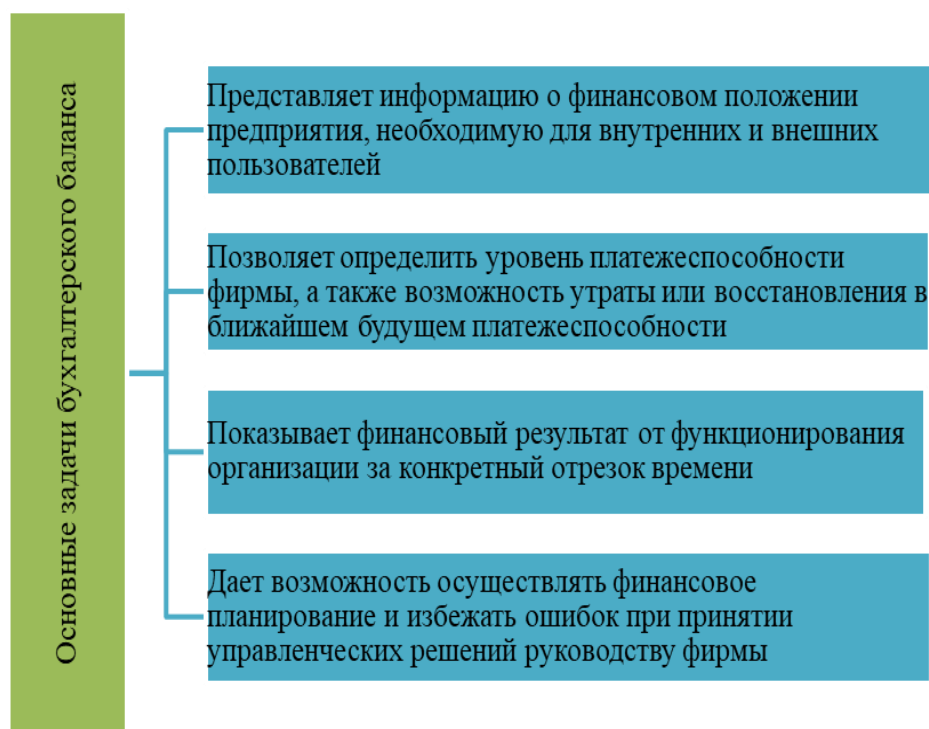 Основные задачи бухгалтерского баланса
Представляет информацию о финансовом положении
предприятия, необходимую для внутренних и внешних
пользователей
Позволяет определить уровень платежеспособности
фирмы, а также возможность утраты или восстановления в
ближайшем будущем платежеспособности
Показывает финансовый результат от функционирования
организации за конкретный отрезок времени
Дает возможность осуществлять финансовое
планирование и избежать ошибок при принятии
управленческих решений руководству фирмы